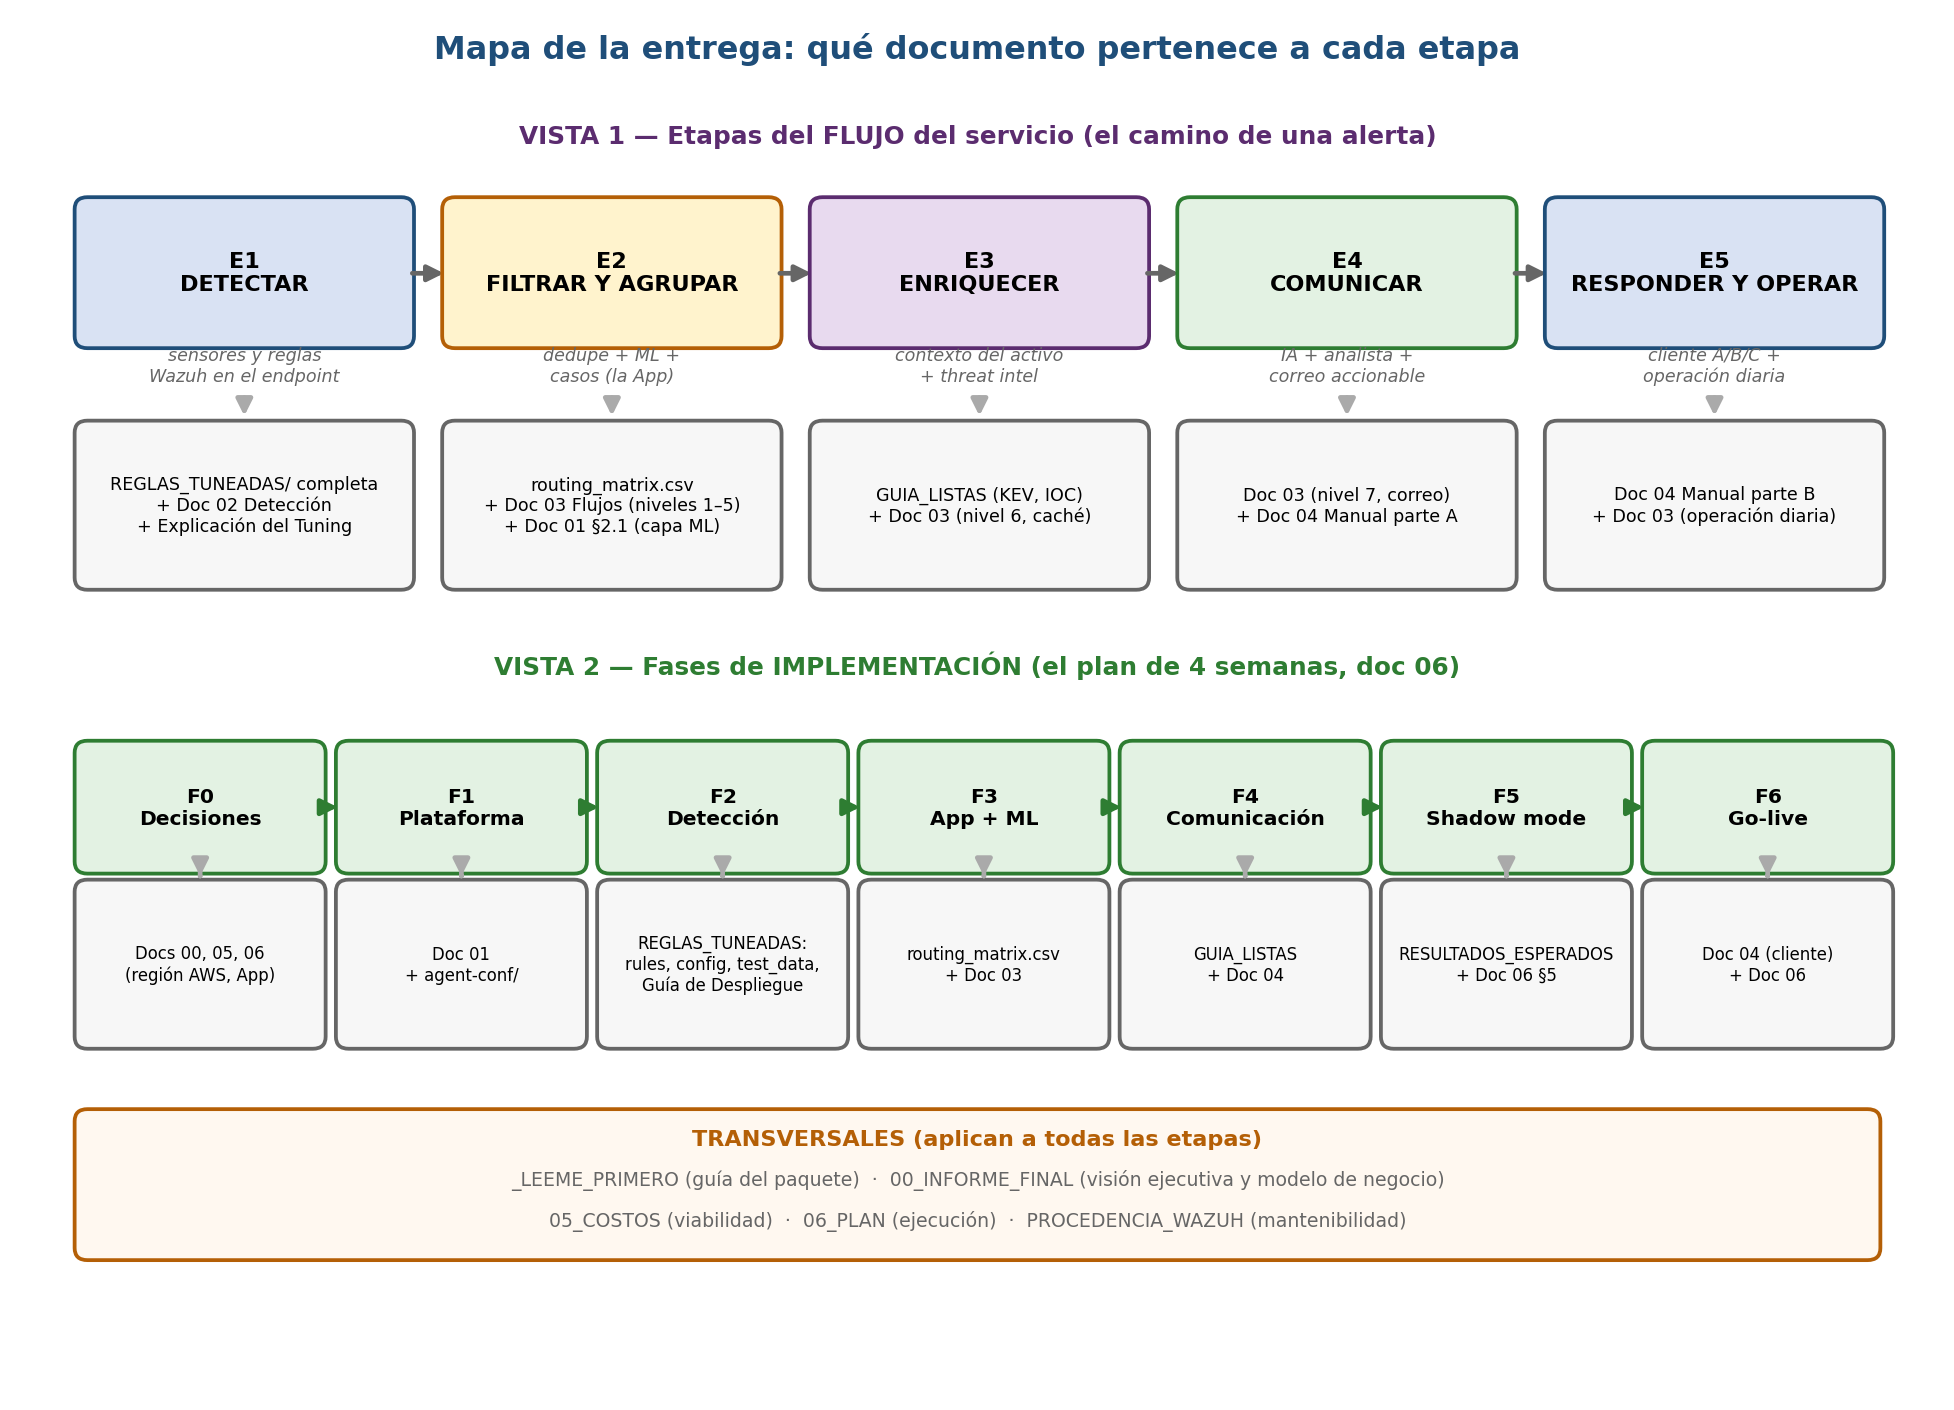 Mapa de la entrega: qué documento pertenece a cada etapa
VISTA 1 — Etapas del FLUJO del servicio (el camino de una alerta)
E1
DETECTAR
E2
FILTRAR Y AGRUPAR
E3
ENRIQUECER
E4
COMUNICAR
E5
RESPONDER Y OPERAR
sensores y reglas
Wazuh en el endpoint
dedupe + ML +
casos (la App)
contexto del activo
+ threat intel
IA + analista +
correo accionable
cliente A/B/C +
operación diaria
REGLAS_TUNEADAS/ completa
+ Doc 02 Detección
+ Explicación del Tuning
routing_matrix.csv
+ Doc 03 Flujos (niveles 1–5)
+ Doc 01 §2.1 (capa ML)
GUIA_LISTAS (KEV, IOC)
+ Doc 03 (nivel 6, caché)
Doc 03 (nivel 7, correo)
+ Doc 04 Manual parte A
Doc 04 Manual parte B
+ Doc 03 (operación diaria)
VISTA 2 — Fases de IMPLEMENTACIÓN (el plan de 4 semanas, doc 06)
F0
Decisiones
F1
Plataforma
F2
Detección
F3
App + ML
F4
Comunicación
F5
Shadow mode
F6
Go-live
Docs 00, 05, 06
(región AWS, App)
Doc 01
+ agent-conf/
REGLAS_TUNEADAS:
rules, config, test_data,
Guía de Despliegue
routing_matrix.csv
+ Doc 03
GUIA_LISTAS
+ Doc 04
RESULTADOS_ESPERADOS
+ Doc 06 §5
Doc 04 (cliente)
+ Doc 06
TRANSVERSALES (aplican a todas las etapas)
_LEEME_PRIMERO (guía del paquete) · 00_INFORME_FINAL (visión ejecutiva y modelo de negocio)
05_COSTOS (viabilidad) · 06_PLAN (ejecución) · PROCEDENCIA_WAZUH (mantenibilidad)